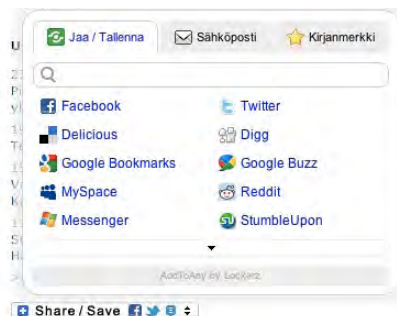 Jaa / Tallenna Sähköposti Kirjanmerkki
Facebook Twitter
Delicious Digg
Google Bookmarks Google Buzz
MySpace Reddit
Messenger StumbleUpon
AddToAny by Lockerz
Share / Save